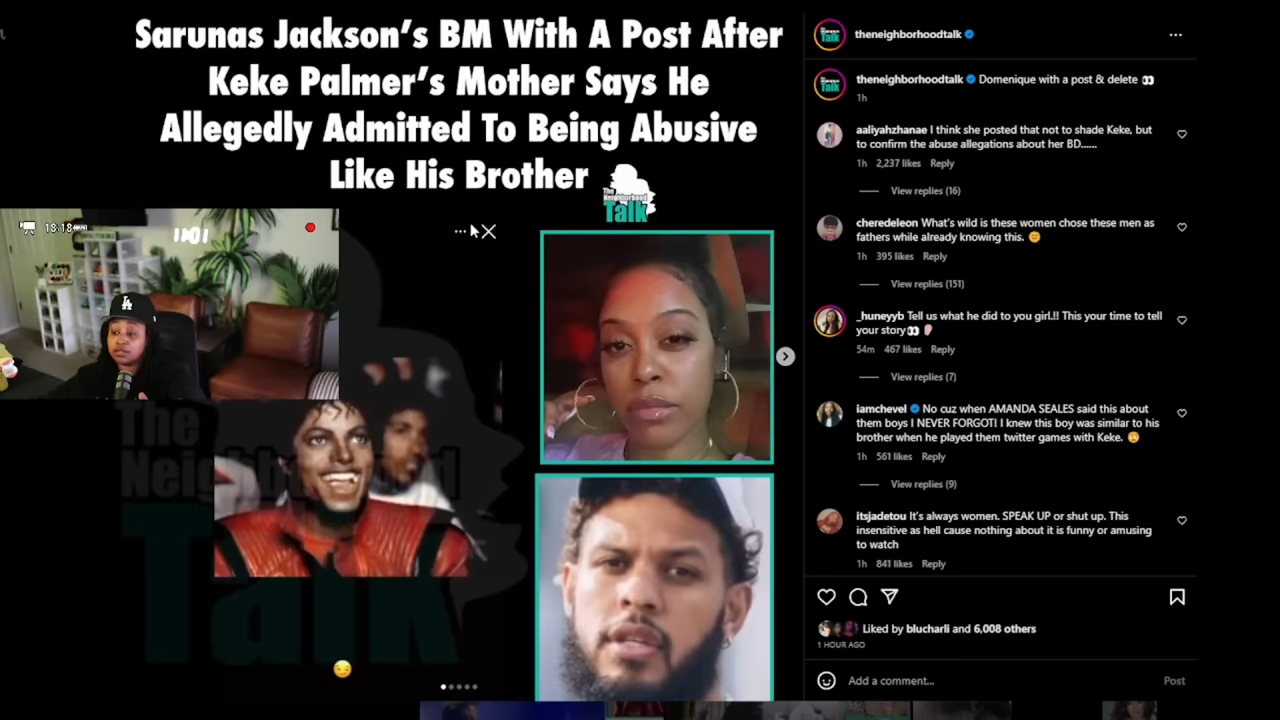 Sarunas Jackson's BM With A Post After
Keke Palmer's Mother Says He
Allegedly Admitted To Being Abusive
Like His Brother
The
Neighborhood
Talk
18:18
LA
The
Neighborhood
Talk
theneighborhoodtalk
theneighborhoodtalk Domenique with a post & delete 👀
1h
aaliyahzhanae I think she posted that not to shade Keke, but
to confirm the abuse allegations about her BD......
1h 2,237 likes Reply
View replies (16)
cheredeleon What's wild is these women chose these men as
fathers while already knowing this. 😑
1h 395 likes Reply
View replies (151)
_huneyyb Tell us what he did to you girl.!! This your time to tell
your story👀👂🏼
54m 467 likes Reply
View replies (7)
iamchevel No cuz when AMANDA SEALES said this about
them boys I NEVER FORGOT! I knew this boy was similar to his
brother when he played them twitter games with Keke. 😩
1h 561 likes Reply
View replies (9)
itsjadetou It's always women. SPEAK UP or shut up. This
insensitive as hell cause nothing about it is funny or amusing
to watch
1h 841 likes Reply
Liked by blucharli and 6,008 others
1 HOUR AGO
Add a comment...
Post